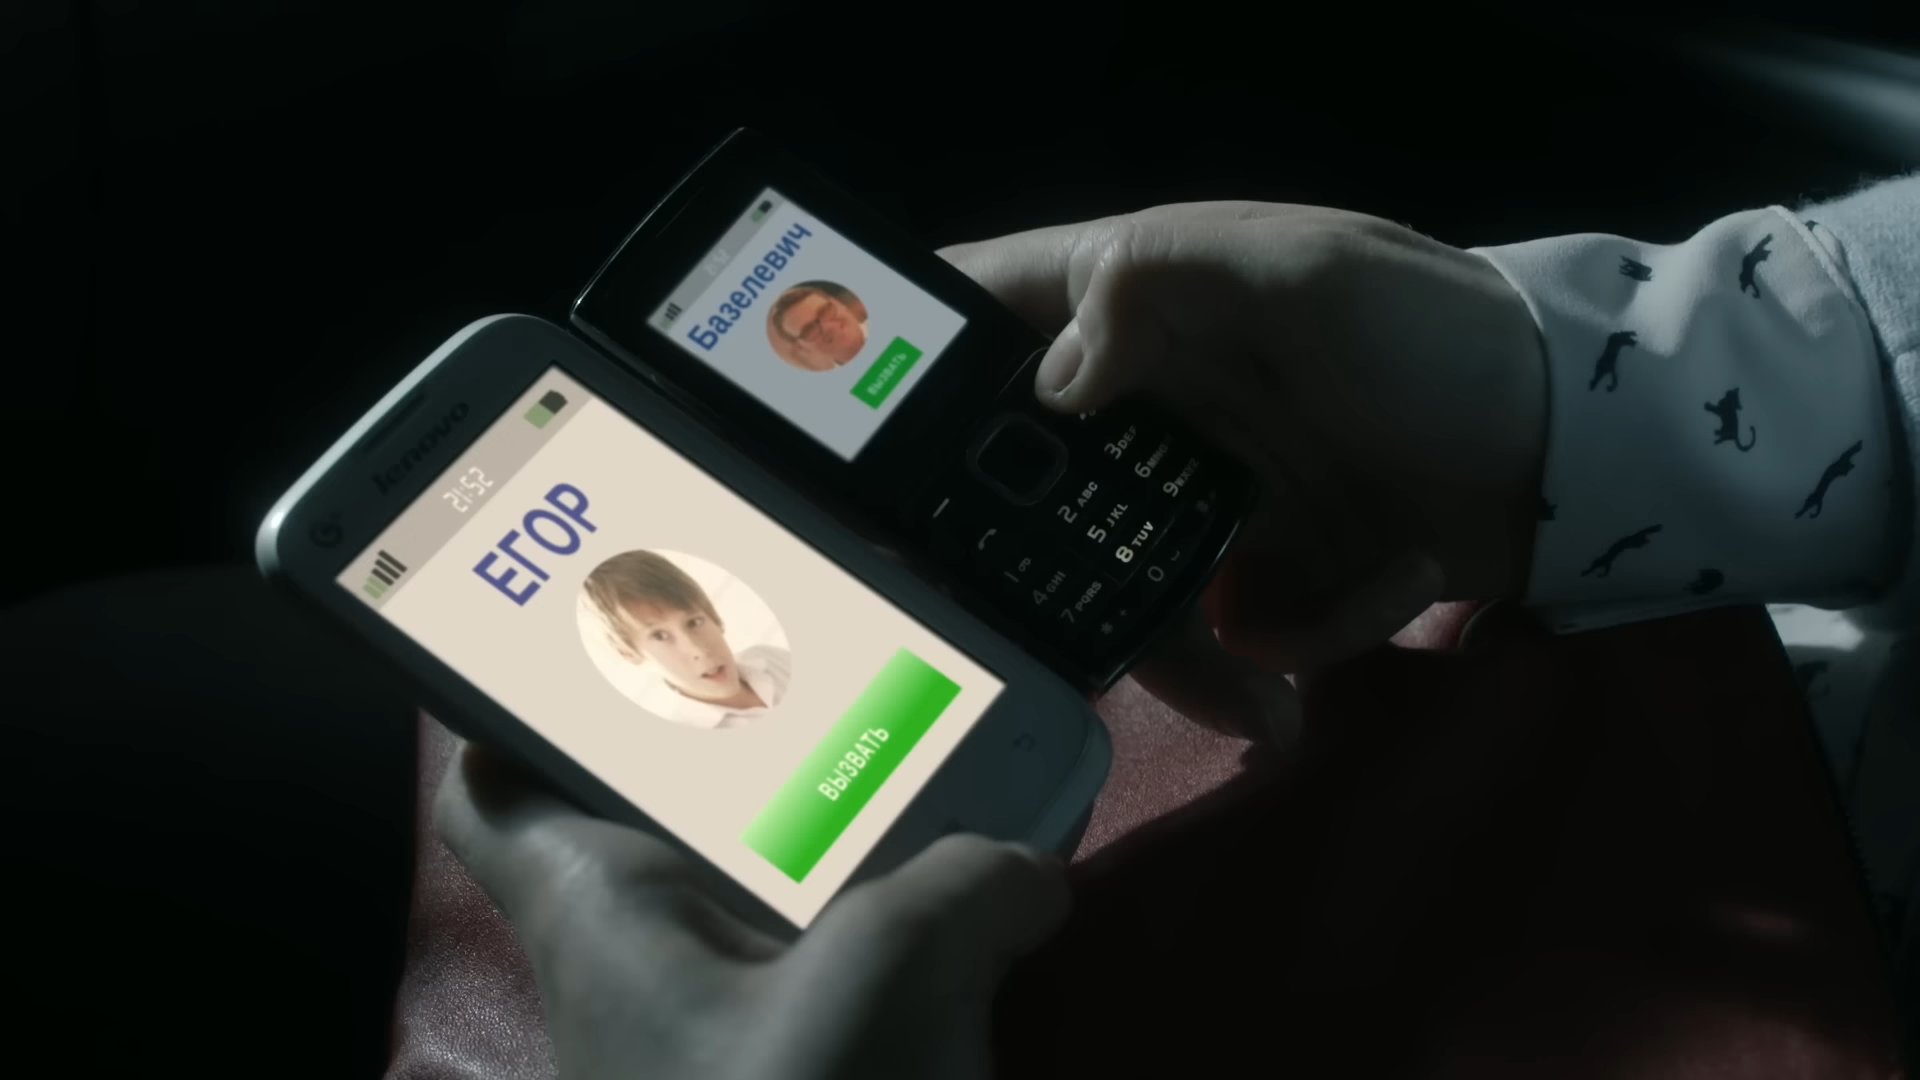 Базелевич
ВЫЗВАТЬ
lenovo
21:52
ЕГОР
ВЫЗВАТЬ
2 ABC
3 DEF
4 GHI
5 JKL
6 MNO
7 PQRS
8 TUV
9 WXYZ
*
0